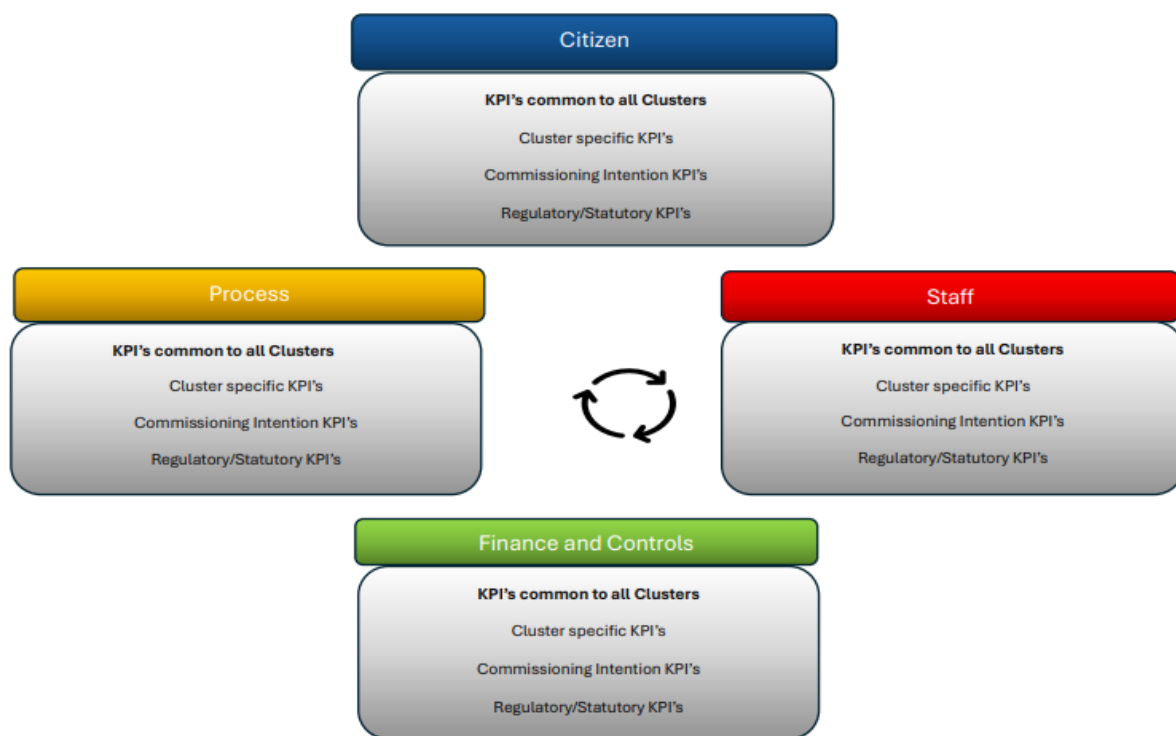 Citizen
KPI's common to all Clusters
Cluster specific KPI's
Commissioning Intention KPI's
Regulatory/Statutory KPI's
Process
KPI's common to all Clusters
Cluster specific KPI's
Commissioning Intention KPI's
Regulatory/Statutory KPI's
Staff
KPI's common to all Clusters
Cluster specific KPI's
Commissioning Intention KPI's
Regulatory/Statutory KPI's
Finance and Controls
KPI's common to all Clusters
Cluster specific KPI's
Commissioning Intention KPI's
Regulatory/Statutory KPI's